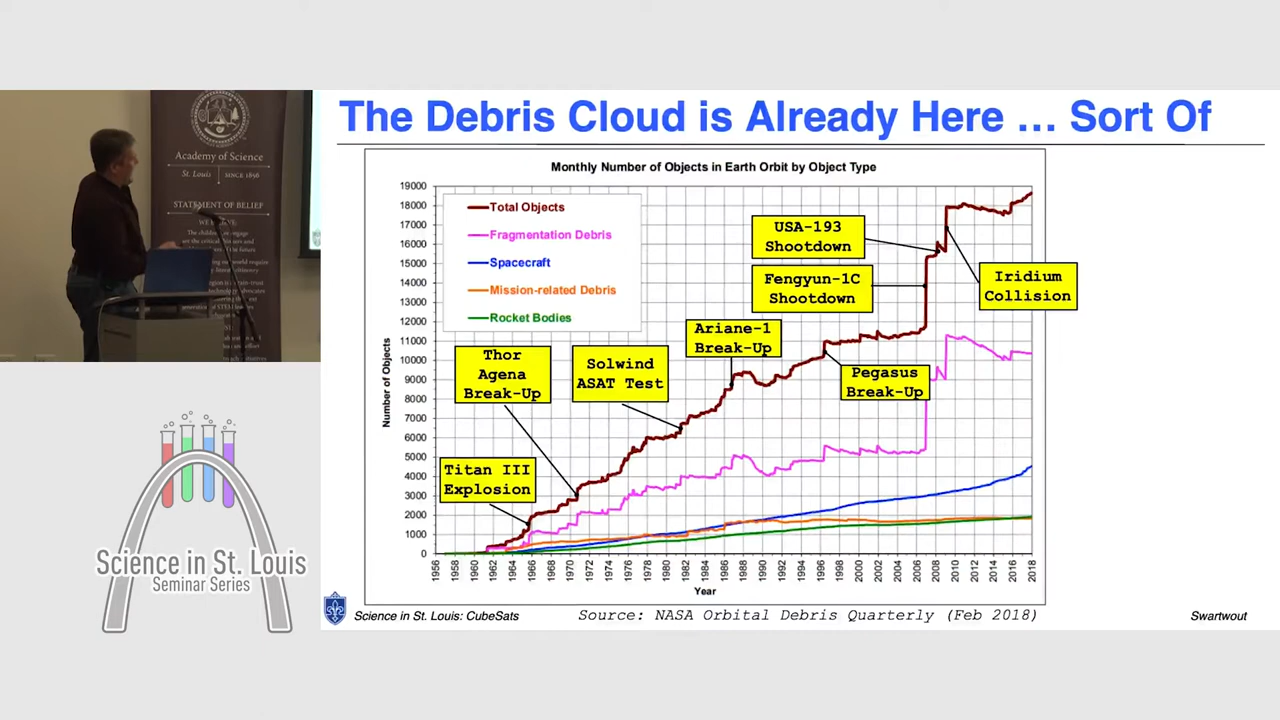 The Debris Cloud is Already Here … Sort Of
Academy of Science
St. Louis
SINCE 1856
STATEMENT OF BELIEF
Monthly Number of Objects in Earth Orbit by Object Type
19000
18000
17000
16000
15000
14000
13000
12000
11000
10000
9000
8000
7000
6000
5000
4000
3000
2000
1000
0
Number of Objects
Total Objects
Fragmentation Debris
Spacecraft
Mission-related Debris
Rocket Bodies
USA-193
Shootdown
Fengyun-1C
Shootdown
Iridium
Collision
Ariane-1
Break-Up
Pegasus
Break-Up
Solwind
ASAT Test
Thor
Agena
Break-Up
Titan III
Explosion
1956
1958
1960
1962
1964
1966
1968
1970
1972
1974
1976
1978
1980
1982
1984
1986
1988
1990
1992
1994
1996
1998
2000
2002
2004
2006
2008
2010
2012
2014
2016
2018
Year
Science in St. Louis
Seminar Series
Science in St. Louis: CubeSats
Source: NASA Orbital Debris Quarterly (Feb 2018)
Swartwout